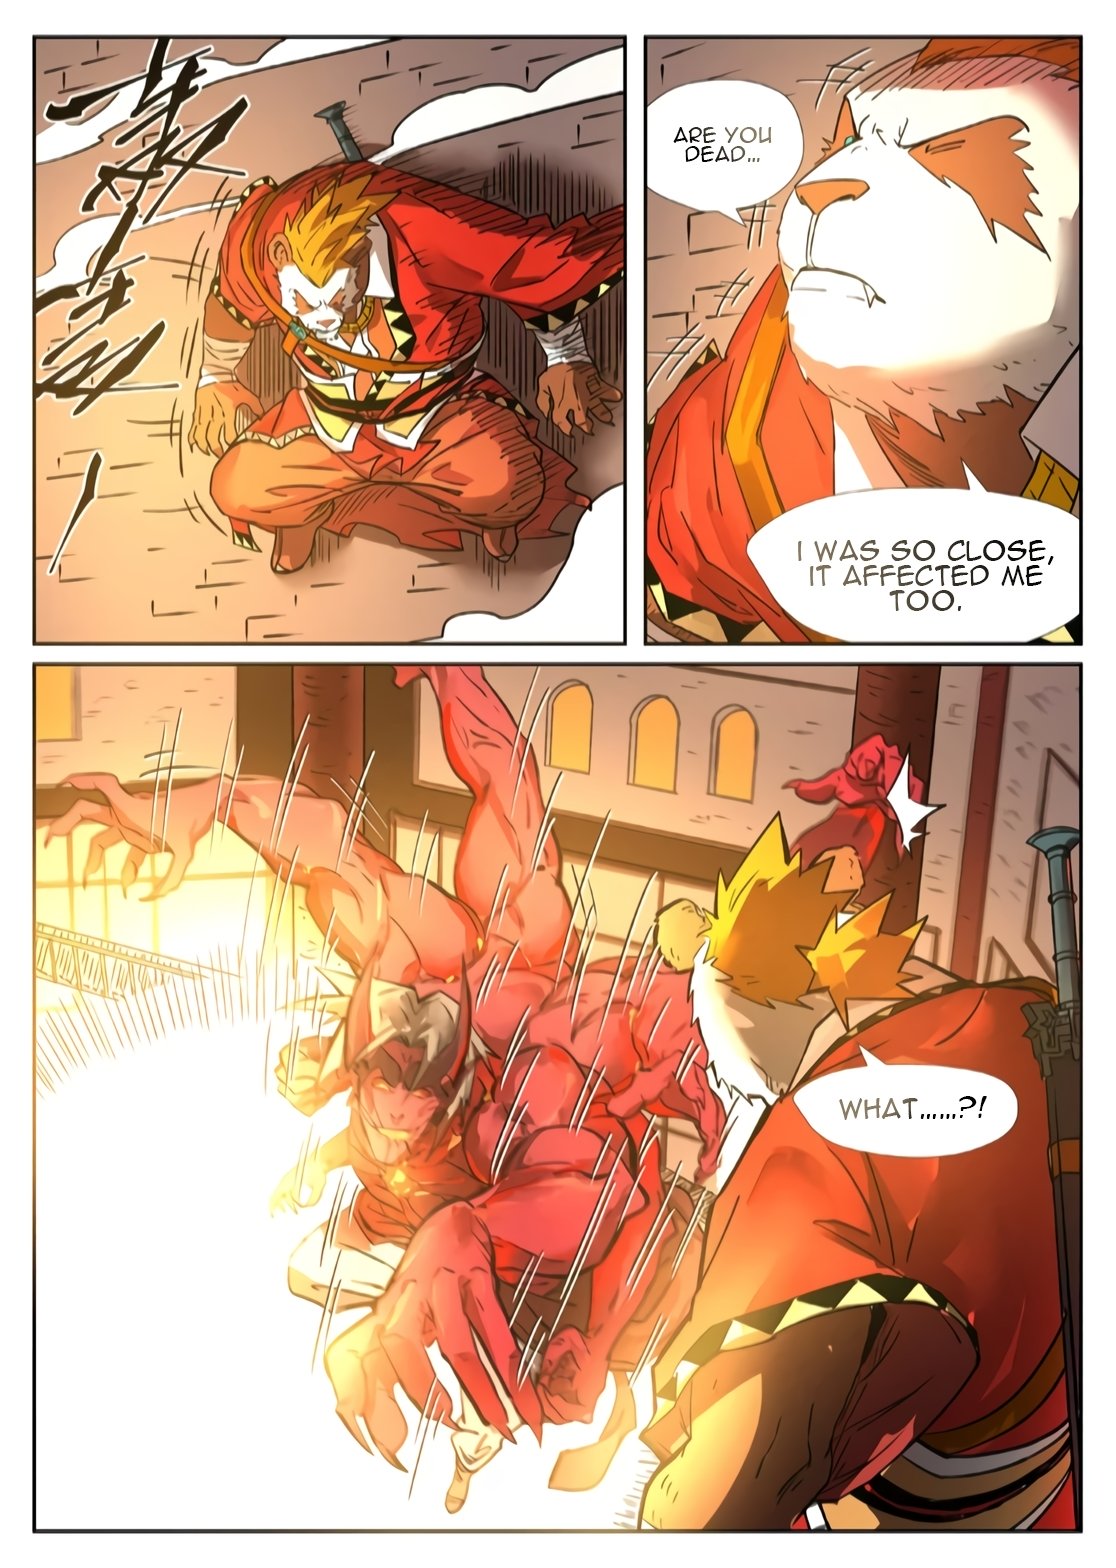 ARE YOU
DEAD...
I WAS SO CLOSE,
IT AFFECTED ME
TOO.
WHAT......?!